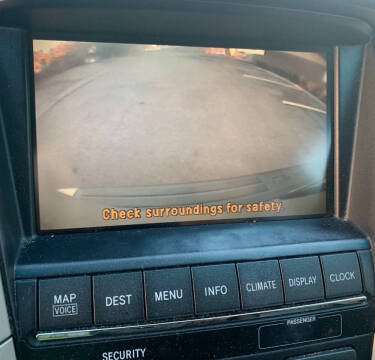 Check surroundings for safety.
MAP DEST MENU INFO CLIMATE DISPLAY CLOCK
VOICE
PASSENGER
SECURITY